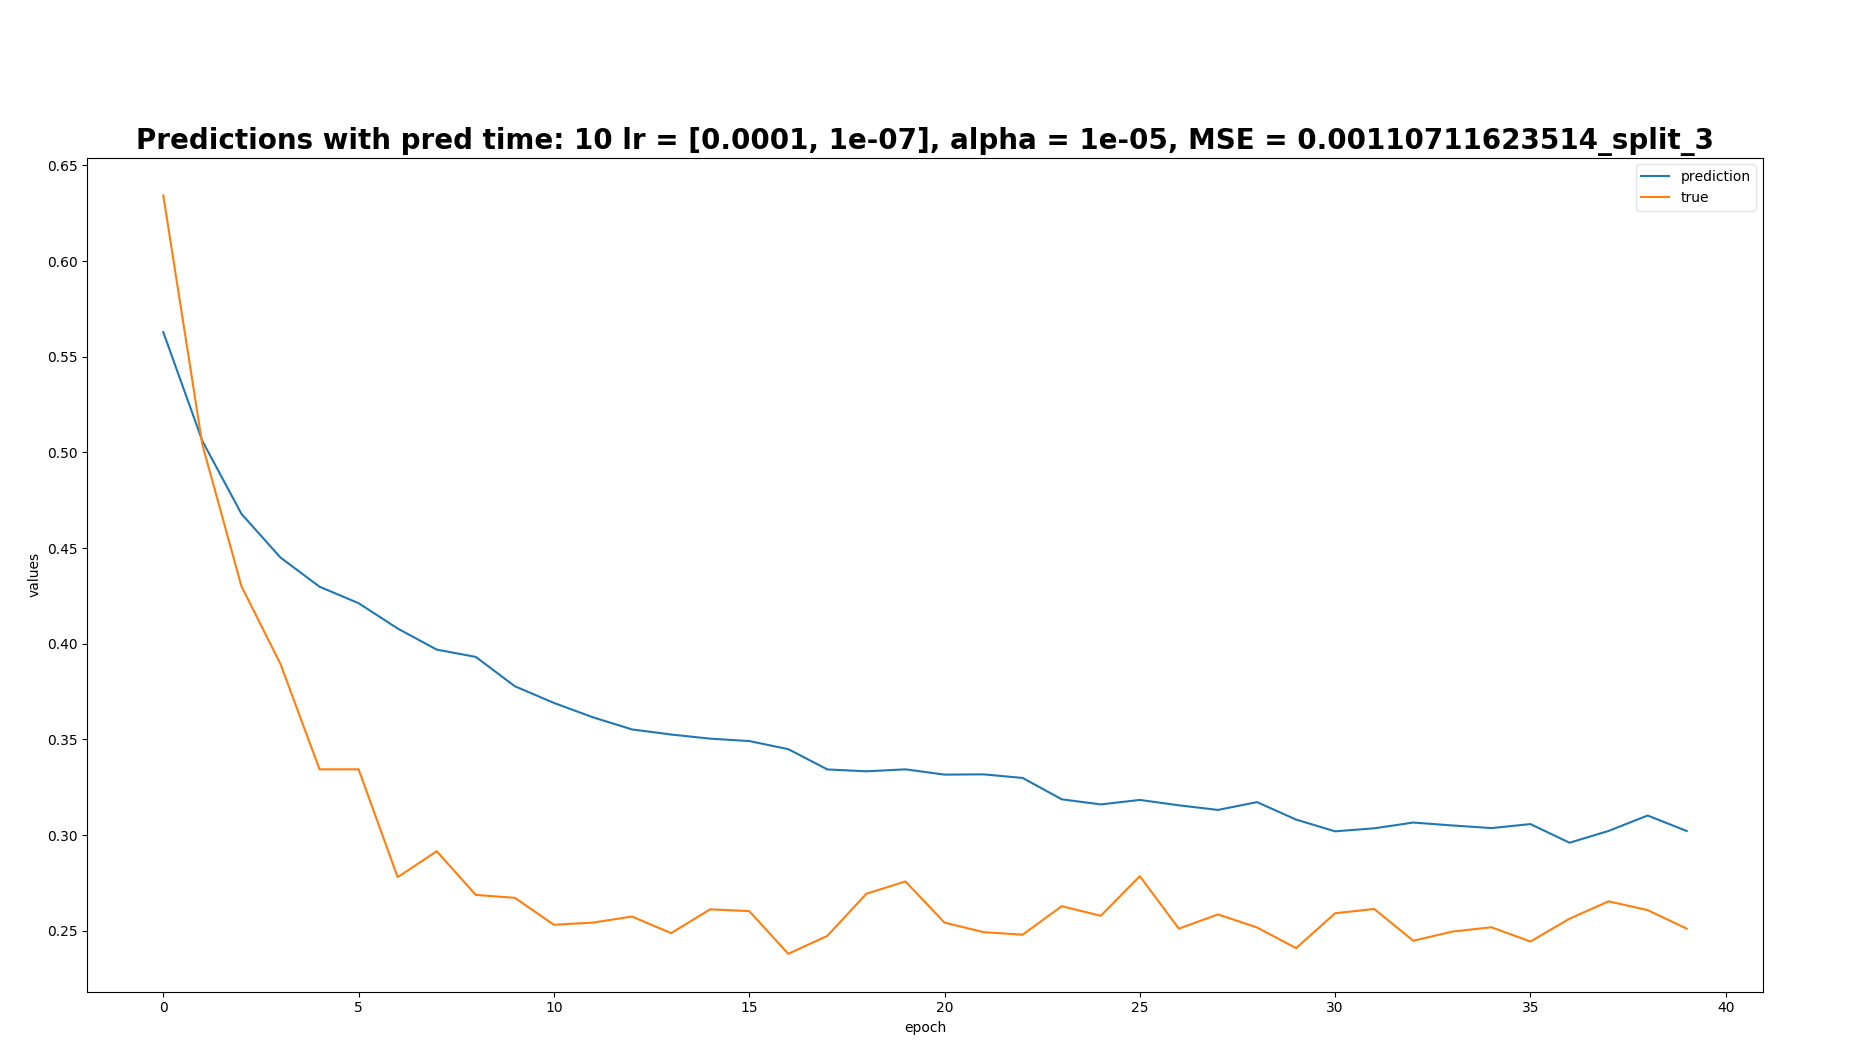 Predictions with pred time: 10 lr = [0.0001, 1e-07], alpha = 1e-05, MSE = 0.00110711623514_split_3
prediction
true
values
0.65
0.60
0.55
0.50
0.45
0.40
0.35
0.30
0.25
0 5 10 15 20 25 30 35 40
epoch